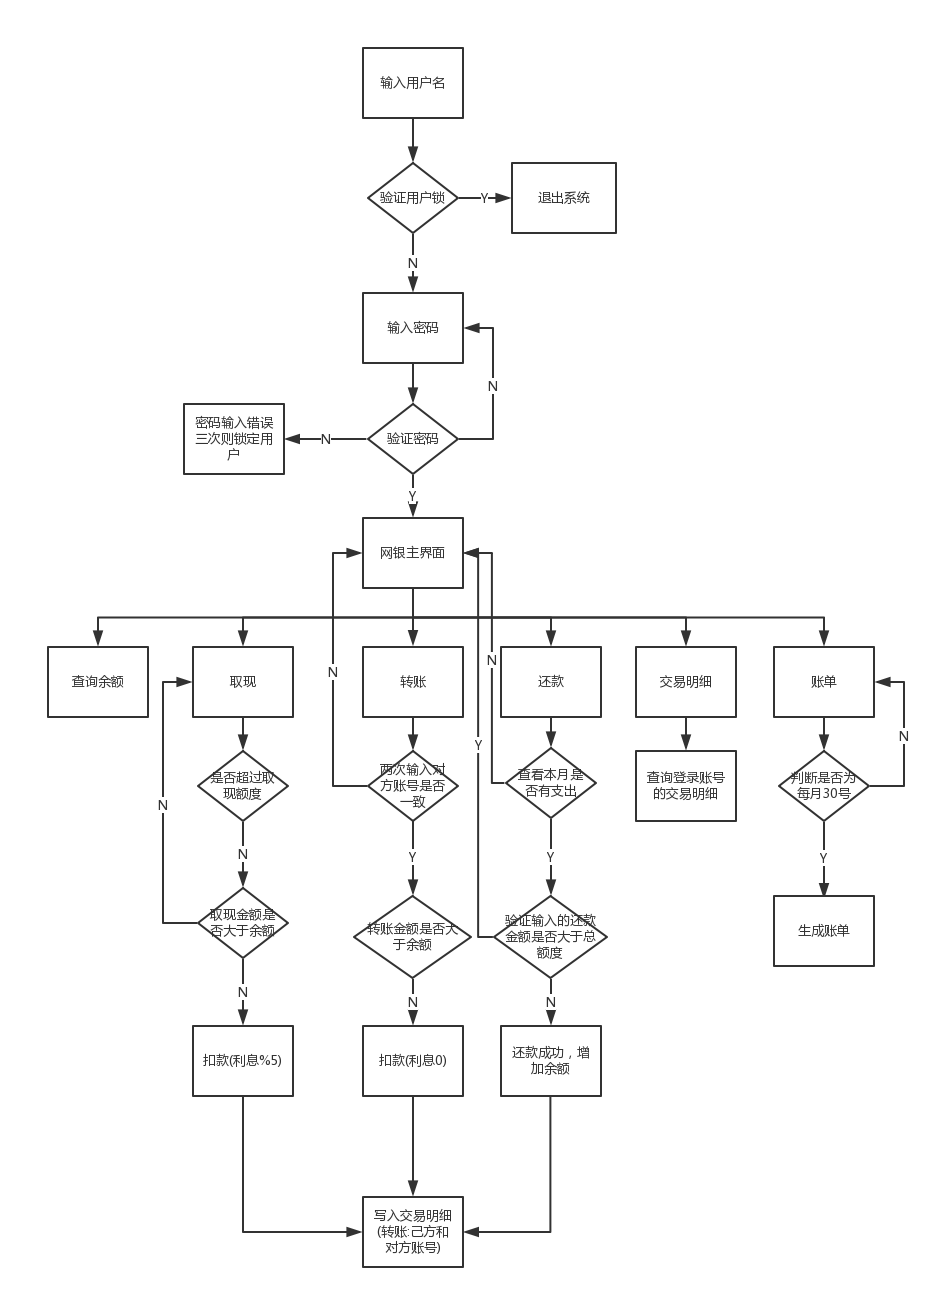 输入用户名
验证用户锁
Y
退出系统
N
输入密码
N
密码输入错误
三次则锁定用
户
N
验证密码
Y
网银主界面
查询余额
取现
转账
还款
交易明细
账单
N
N
Y
N
是否超过取
现额度
两次输入对
方账号是否
一致
查看本月是
否有支出
查询登录账号
的交易明细
判断是否为
每月30号
N
N
Y
Y
Y
取现金额是
否大于余额
转账金额是否大
于余额
验证输入的还款
金额是否大于总
额度
生成账单
N
N
N
扣款(利息%5)
扣款(利息0)
还款成功，增
加余额
写入交易明细
(转账:己方和
对方账号)